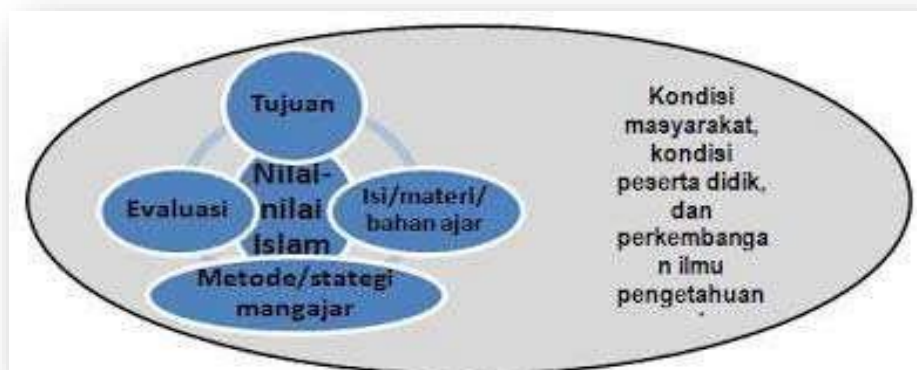 Tujuan
Evaluasi
Nilai-
nilai
islam
Isi/materi/
bahan ajar
Metode/stategi
mangajar
Kondisi
masyarakat,
kondisi
peserta didik,
dan
perkembanga
n ilmu
pengetahuan